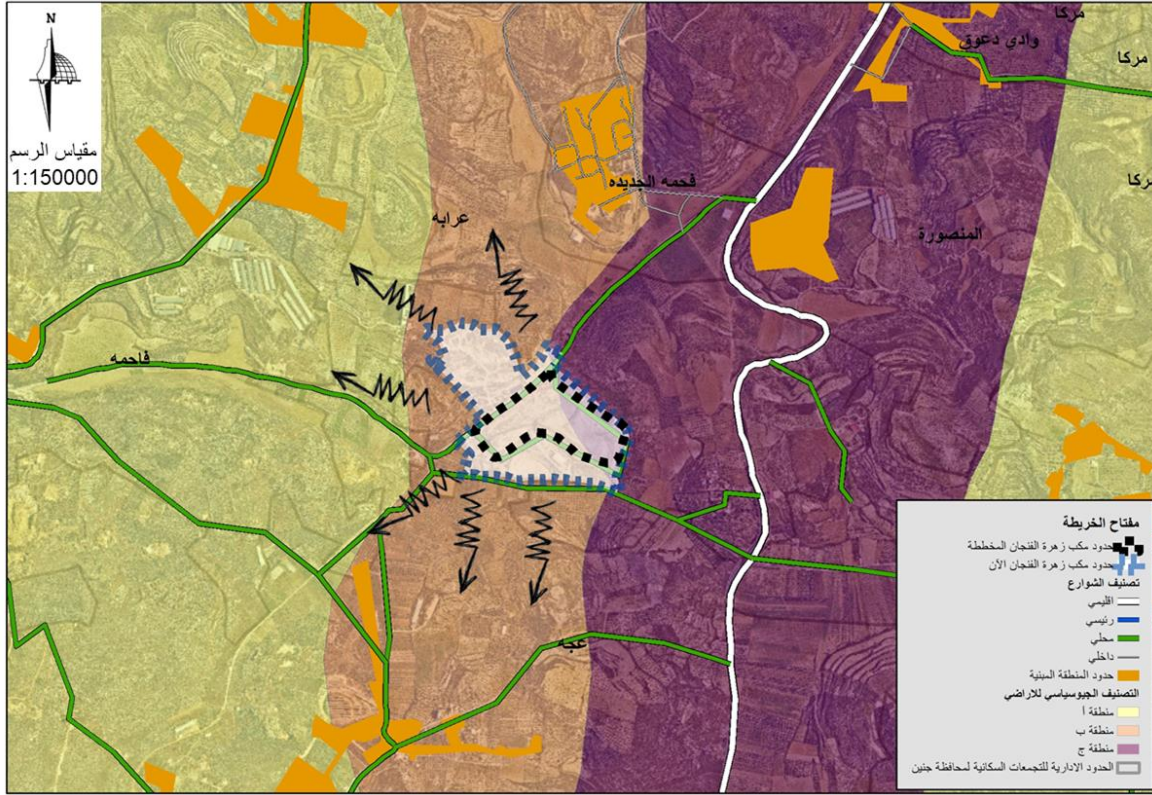 N
مقياس الرسم
1:150000
مركا
وادي دعوق
مركا
مركا
فحمه الجديده
عرابه
المنصورة
فاحمه
عجه
مفتاح الخريطة
حدود مكب زهرة الفنجان المخططة
حدود مكب زهرة الفنجان الآن
تصنيف الشوارع
اقليمي
رئيسي
محلي
داخلي
حدود المنطقة المبنية
التصنيف الجيوسياسي للاراضي
منطقة أ
منطقة ب
منطقة ج
الحدود الادارية للتجمعات السكانية لمحافظة جنين